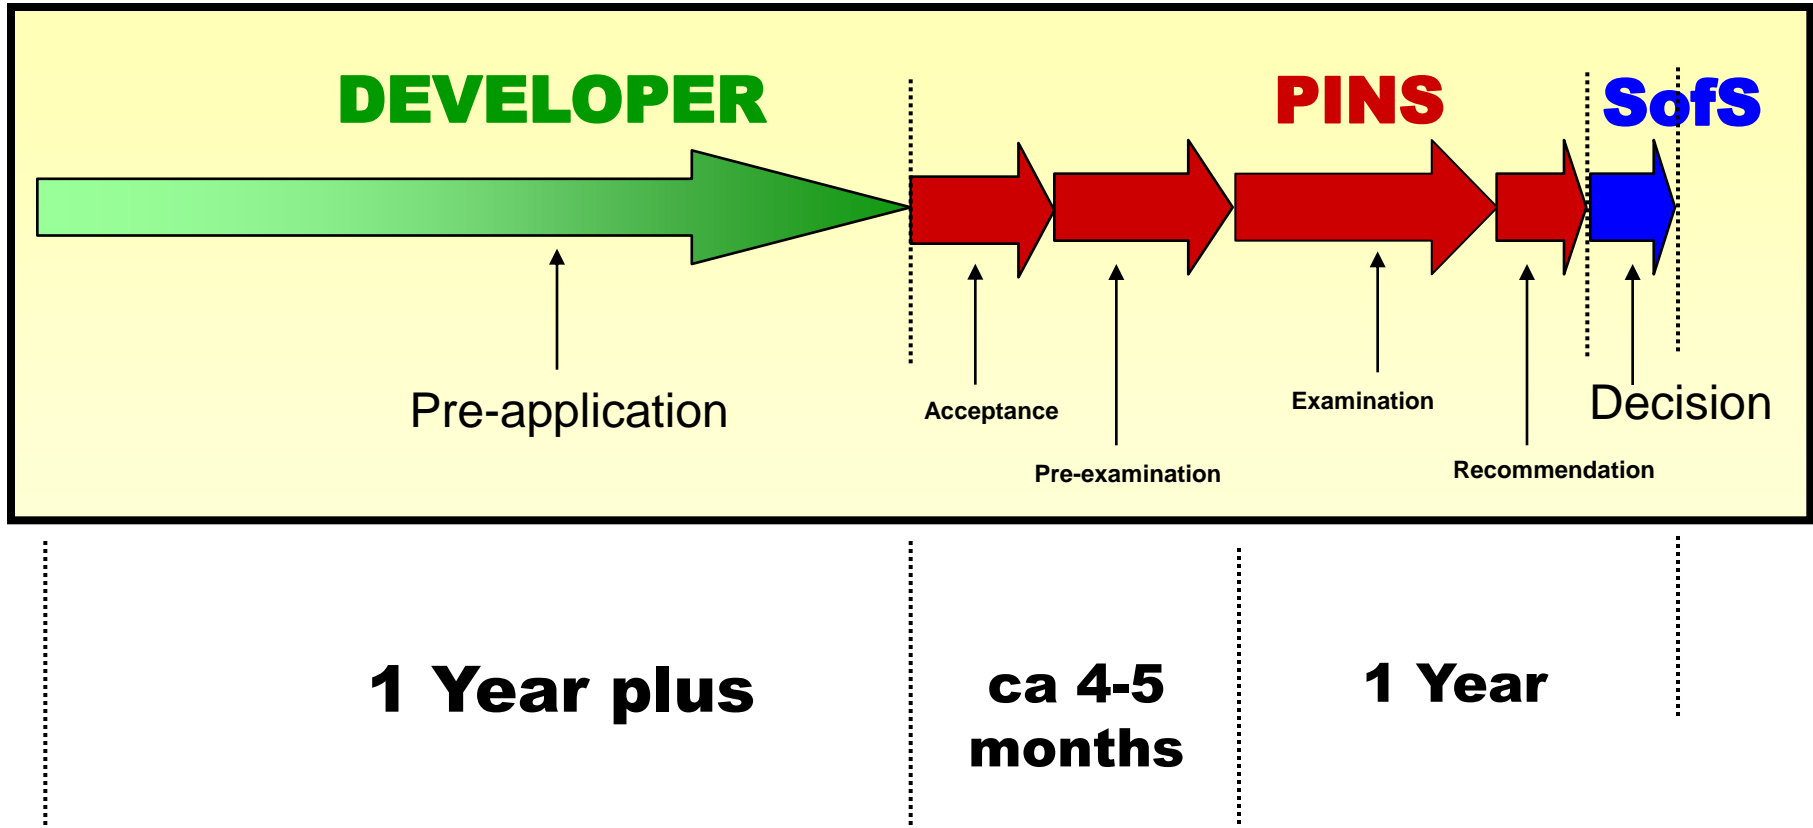 DEVELOPER
PINS
SofS
Pre-application
Acceptance
Pre-examination
Examination
Recommendation
Decision
1 Year plus
ca 4-5
months
1 Year